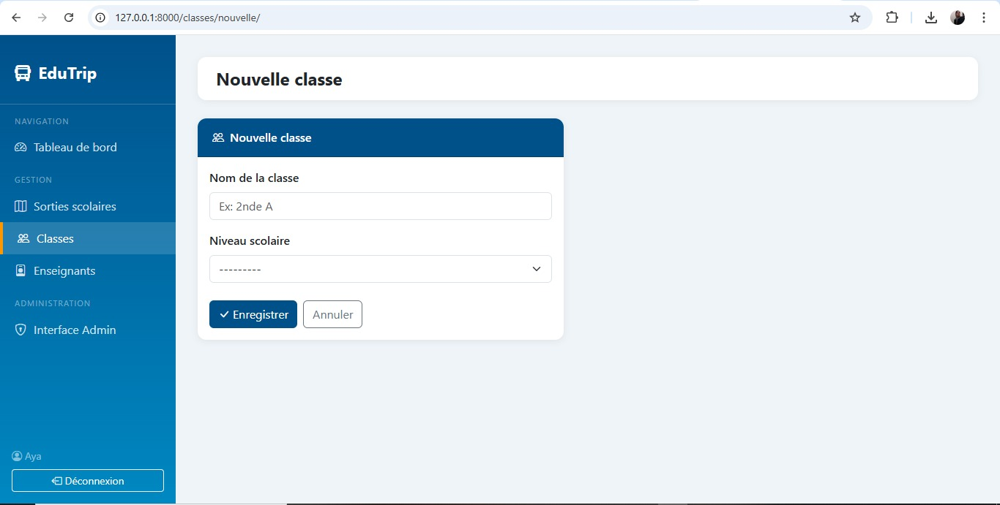 127.0.0.1:8000/classes/nouvelle/
EduTrip
NAVIGATION
Tableau de bord
GESTION
Sorties scolaires
Classes
Enseignants
ADMINISTRATION
Interface Admin
Aya
Déconnexion
Nouvelle classe
Nouvelle classe
Nom de la classe
Ex: 2nde A
Niveau scolaire
---------
Enregistrer
Annuler